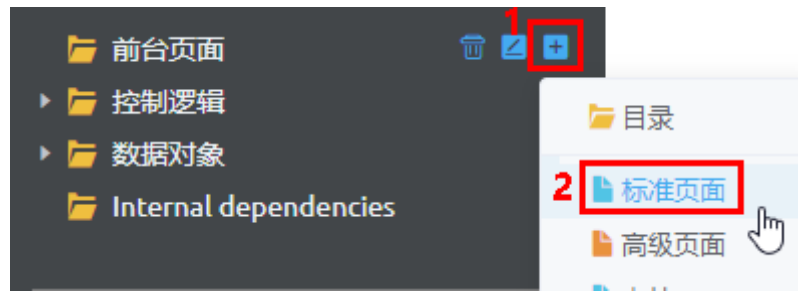 1
前台页面
控制逻辑
目录
数据对象
2 标准页面
Internal dependencies
高级页面